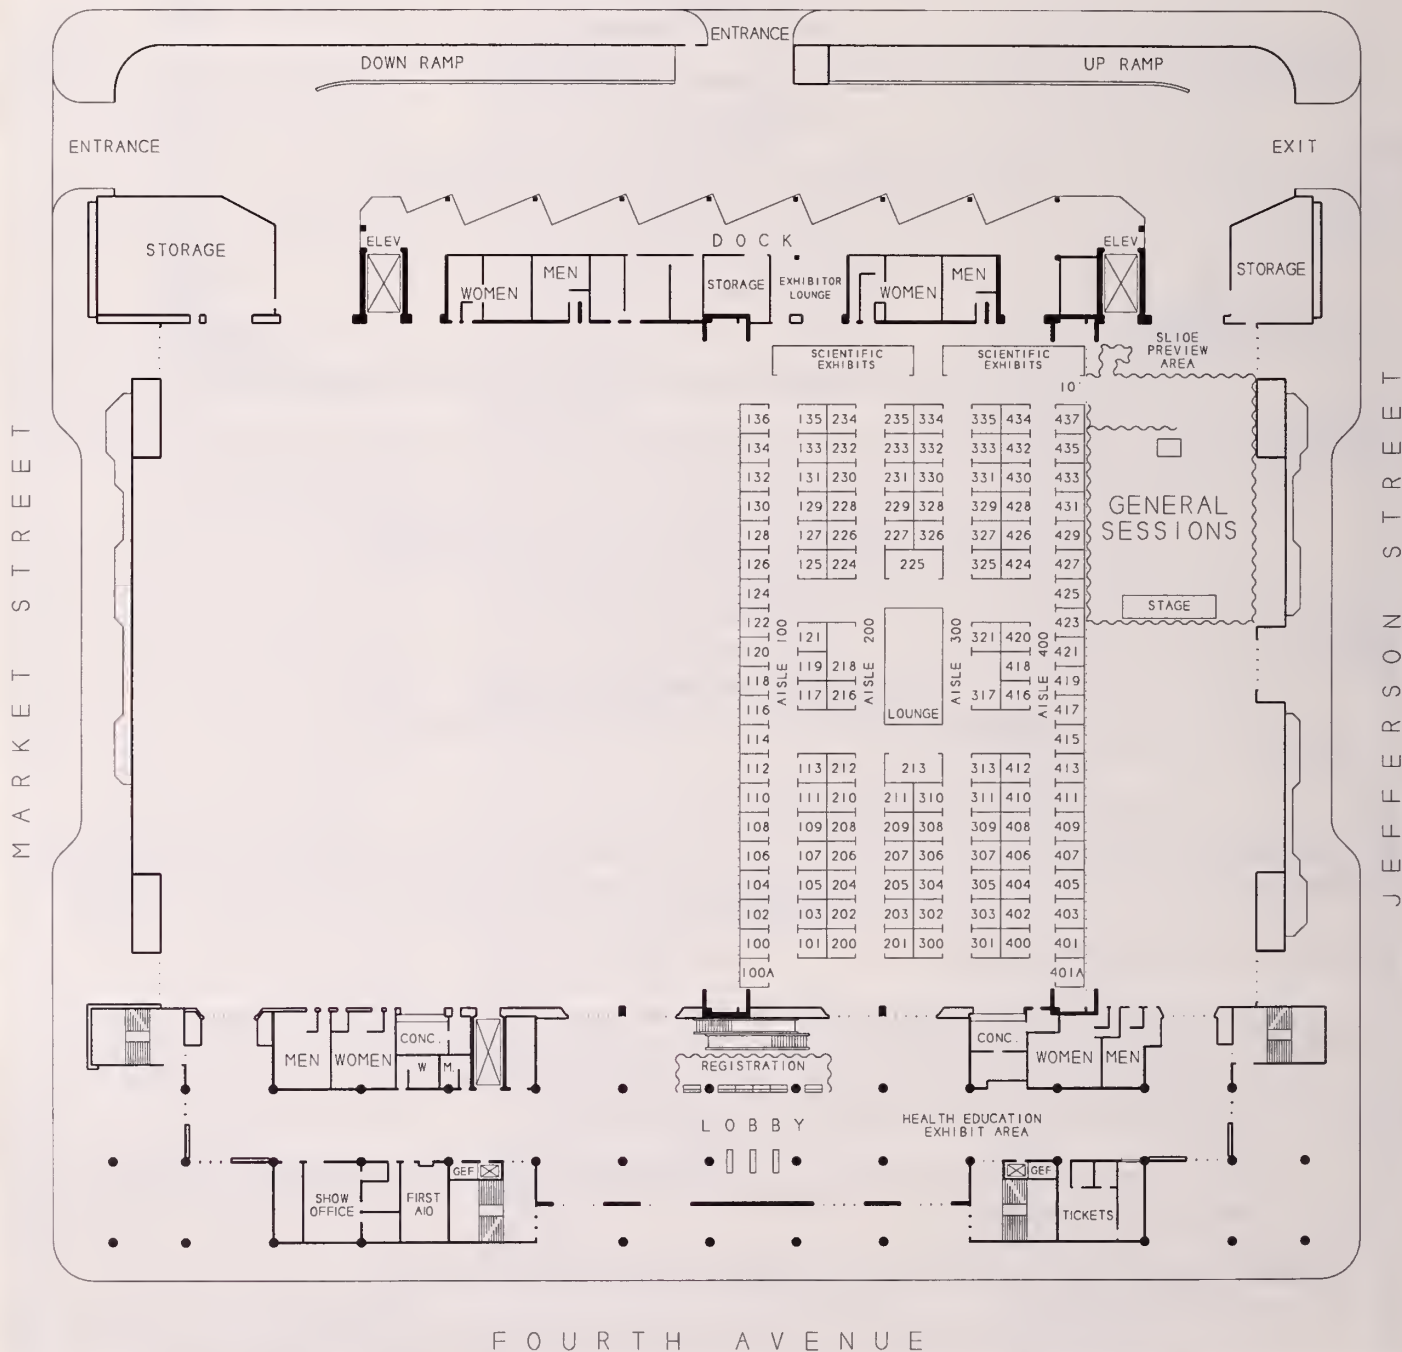 ENTRANCE
DOWN RAMP
UP RAMP
ENTRANCE
EXIT
STORAGE
ELEV
DOCK
ELEV
STORAGE
WOMEN
MEN
STORAGE
EXHIBITOR
LOUNGE
WOMEN
MEN
SLIOE
PREVIEW
AREA
SCIENTIFIC
EXHIBITS
SCIENTIFIC
EXHIBITS
10'
136 135 234 235 334 335 434 437
134 133 232 233 332 333 432 435
132 131 230 231 330 331 430 433
130 129 228 229 328 329 428 431
128 127 226 227 326 327 426 429
126 125 224 225 325 424 427
GENERAL
SESSIONS
STAGE
124 425
122 423
121 321 420
120 421
119 218 418
118 419
117 216 317 416
116 417
AISLE 100
AISLE 200
AISLE 300
AISLE 400
LOUNGE
114 415
112 113 212 213 313 412 413
110 111 210 211 310 311 410 411
108 109 208 209 308 309 408 409
106 107 206 207 306 307 406 407
104 105 204 205 304 305 404 405
102 103 202 203 302 303 402 403
100 101 200 201 300 301 400 401
100A 401A
MARKET STREET
JEFFERSON STREET
MEN
WOMEN
CONC.
W
M.
REGISTRATION
CONC.
WOMEN
MEN
LOBBY
HEALTH EDUCATION
EXHIBIT AREA
SHOW
OFFICE
FIRST
AIO
GEF
GEF
TICKETS
FOURTH AVENUE